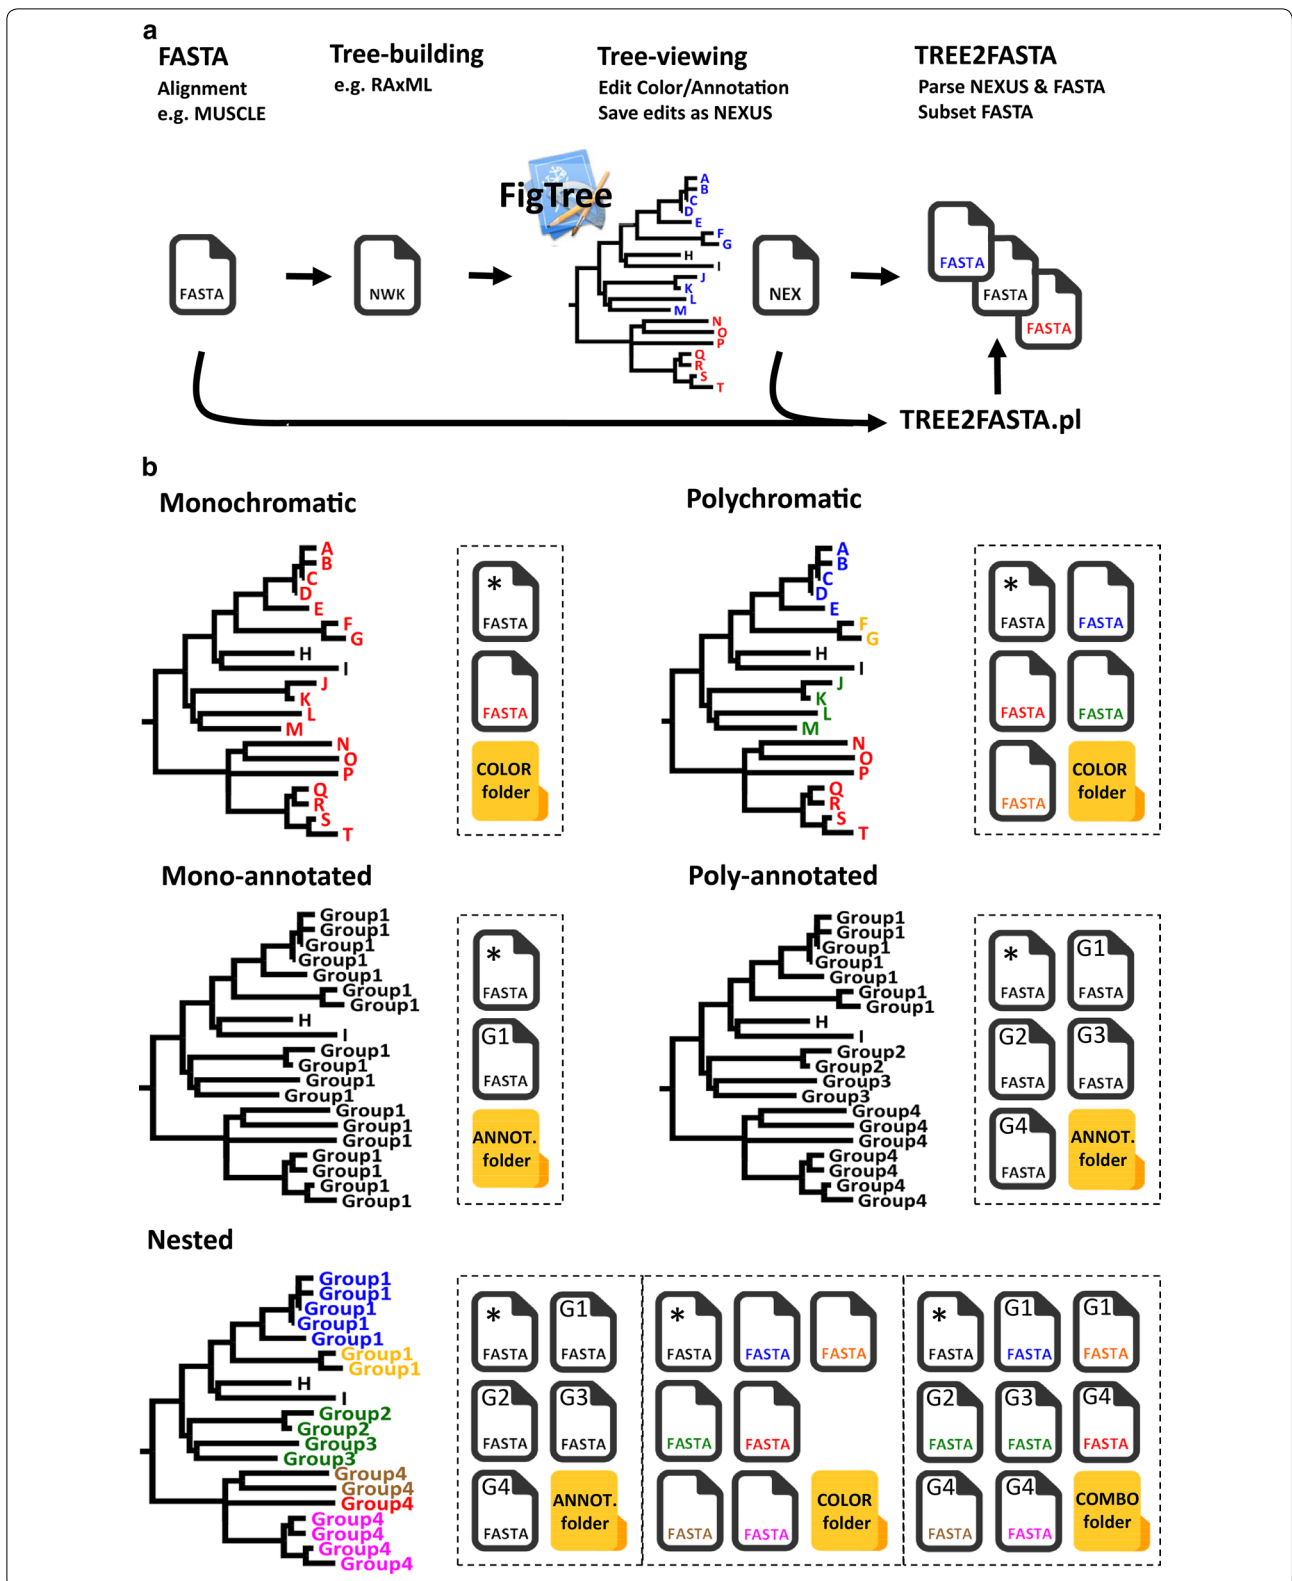 a
FASTA
Alignment
e.g. MUSCLE
Tree-building
e.g. RAxML
Tree-viewing
Edit Color/Annotation
Save edits as NEXUS
TREE2FASTA
Parse NEXUS & FASTA
Subset FASTA
FASTA
NWK
FigTree
A
B
C
D
E
F
G
H
I
J
K
L
M
N
O
P
Q
R
S
T
NEX
FASTA
FASTA
FASTA
TREE2FASTA.pl
b
Monochromatic
A
B
C
D
E
F
G
H
I
J
K
L
M
N
O
P
Q
R
S
T
*
FASTA
FASTA
COLOR
folder
Polychromatic
A
B
C
D
E
F
G
H
I
J
K
L
M
N
O
P
Q
R
S
T
*
FASTA
FASTA
FASTA
FASTA
FASTA
COLOR
folder
Mono-annotated
Group1
Group1
Group1
Group1
Group1
Group1
Group1
H
I
Group1
Group1
Group1
Group1
Group1
Group1
Group1
Group1
Group1
Group1
Group1
*
FASTA
G1
FASTA
ANNOT.
folder
Poly-annotated
Group1
Group1
Group1
Group1
Group1
Group1
Group1
H
I
Group2
Group2
Group3
Group3
Group4
Group4
Group4
Group4
Group4
Group4
Group4
*
FASTA
G1
FASTA
G2
FASTA
G3
FASTA
G4
FASTA
ANNOT.
folder
Nested
Group1
Group1
Group1
Group1
Group1
Group1
Group1
H
I
Group2
Group2
Group3
Group3
Group4
Group4
Group4
Group4
Group4
Group4
Group4
*
FASTA
G1
FASTA
G2
FASTA
G3
FASTA
G4
FASTA
ANNOT.
folder
*
FASTA
FASTA
FASTA
FASTA
FASTA
FASTA
FASTA
COLOR
folder
*
FASTA
G1
FASTA
G1
FASTA
G2
FASTA
G3
FASTA
G4
FASTA
G4
FASTA
G4
FASTA
COMBO
folder